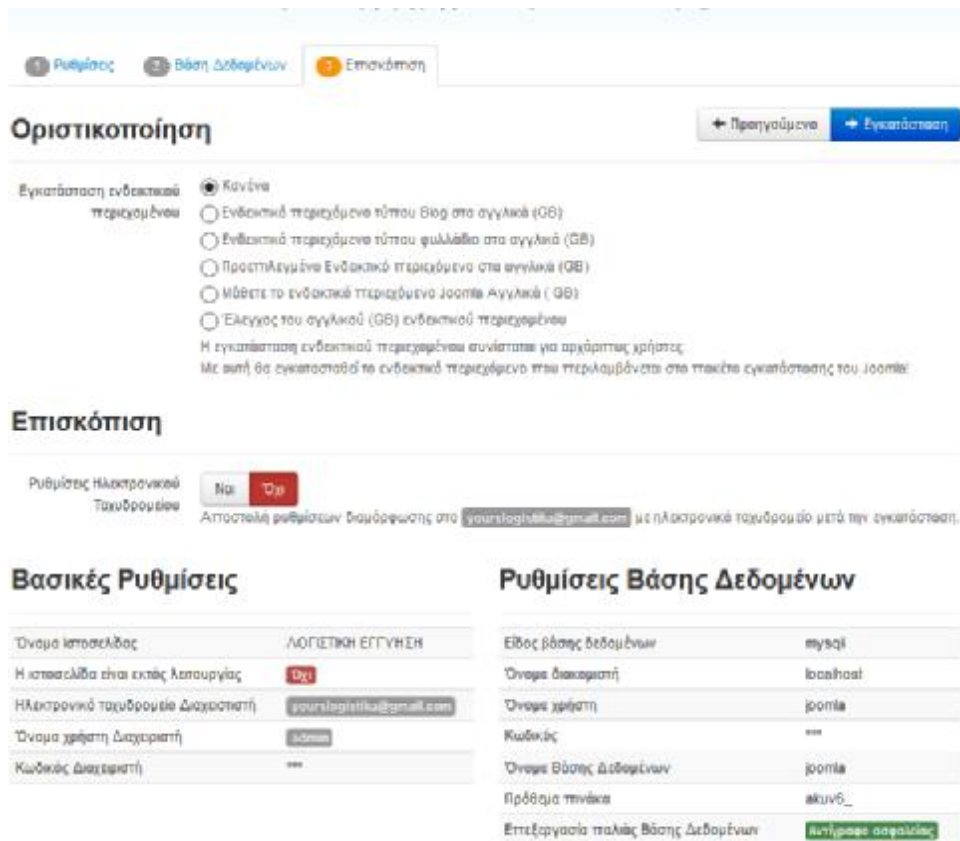 1 Ρυθμίσεις 2 Βάση Δεδομένων 3 Επισκόπιση
Οριστικοποίηση
Προηγούμενο Εγκατάσταση
Εγκατάσταση ενδεικτικού περιεχομένου
Κανένα
Ενδεικτικό περιεχόμενο τύπου Blog στα αγγλικά (GB)
Ενδεικτικό περιεχόμενο τύπου φυλλάδιο στα αγγλικά (GB)
Προεπιλεγμένο Ενδεικτικό περιεχόμενο στα αγγλικά (GB)
Μάθετε το ενδεικτικό περιεχόμενο Joomla Αγγλικά ( GB)
Έλεγχος του αγγλικού (GB) ενδεικτικού περιεχομένου
Η εγκατάσταση ενδεικτικού περιεχομένου συνίσταται για αρχάριους χρήστες.
Με αυτή θα εγκατασταθεί το ενδεικτικό περιεχόμενο που περιλαμβάνεται στο πακέτο εγκατάστασης του Joomla!
Επισκόπιση
Ρυθμίσεις Ηλεκτρονικού Ταχυδρομείου
Ναι Όχι
Αποστολή ρυθμίσεων διαμόρφωσης στο yourslogistika@gmail.com με ηλεκτρονικό ταχυδρομείο μετά την εγκατάσταση.
Βασικές Ρυθμίσεις
Όνομα ιστοσελίδας ΛΟΓΙΣΤΙΚΗ ΕΓΓΥΗΣΗ
Η ιστοσελίδα είναι εκτός λειτουργίας Όχι
Ηλεκτρονικό ταχυδρομείο Διαχειριστή yourslogistika@gmail.com
Όνομα χρήστη Διαχειριστή admin
Κωδικός Διαχειριστή ***
Ρυθμίσεις Βάσης Δεδομένων
Είδος βάσης δεδομένων mysqli
Όνομα διακομιστή localhost
Όνομα χρήστη joomla
Κωδικός ***
Όνομα Βάσης Δεδομένων joomla
Πρόθεμα πινάκα akuv6_
Επεξεργασία παλιάς Βάσης Δεδομένων Αντίγραφο ασφαλείας